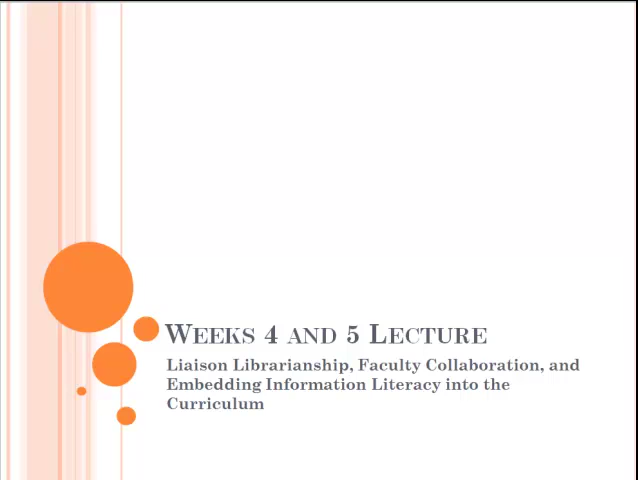 Weeks 4 and 5 Lecture
Liaison Librarianship, Faculty Collaboration, and
Embedding Information Literacy into the
Curriculum